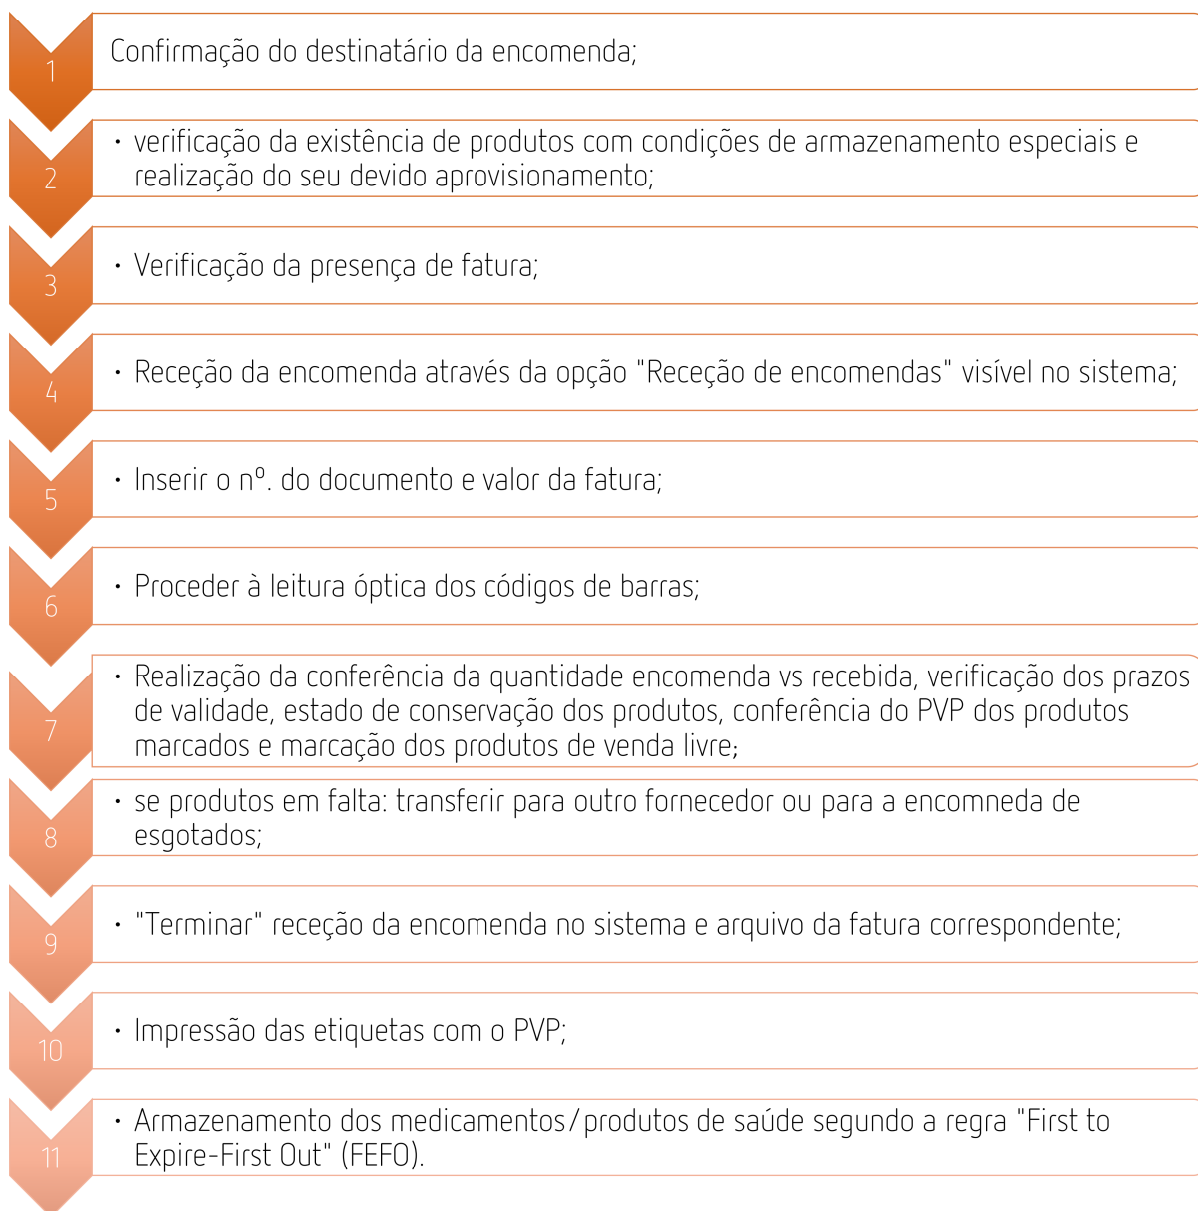 1
Confirmação do destinatário da encomenda;
2
• verificação da existência de produtos com condições de armazenamento especiais e
realização do seu devido aprovisionamento;
3
• Verificação da presença de fatura;
4
• Receção da encomenda através da opção "Receção de encomendas" visível no sistema;
5
• Inserir o nº. do documento e valor da fatura;
6
• Proceder à leitura óptica dos códigos de barras;
7
• Realização da conferência da quantidade encomenda vs recebida, verificação dos prazos
de validade, estado de conservação dos produtos, conferência do PVP dos produtos
marcados e marcação dos produtos de venda livre;
8
• se produtos em falta: transferir para outro fornecedor ou para a encomneda de
esgotados;
9
• "Terminar" receção da encomenda no sistema e arquivo da fatura correspondente;
10
• Impressão das etiquetas com o PVP;
11
• Armazenamento dos medicamentos/produtos de saúde segundo a regra "First to
Expire-First Out" (FEFO).